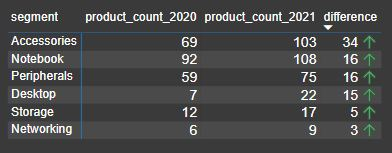 segment product_count_2020 product_count_2021 difference
Accessories 69 103 34
Notebook 92 108 16
Peripherals 59 75 16
Desktop 7 22 15
Storage 12 17 5
Networking 6 9 3